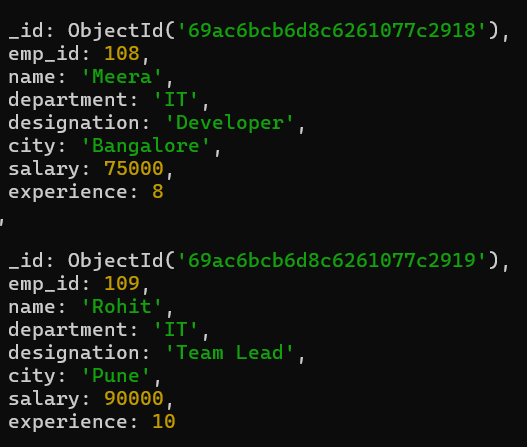 _id: ObjectId('69ac6bcb6d8c6261077c2918'),
emp_id: 108,
name: 'Meera',
department: 'IT',
designation: 'Developer',
city: 'Bangalore',
salary: 75000,
experience: 8
,
_id: ObjectId('69ac6bcb6d8c6261077c2919'),
emp_id: 109,
name: 'Rohit',
department: 'IT',
designation: 'Team Lead',
city: 'Pune',
salary: 90000,
experience: 10